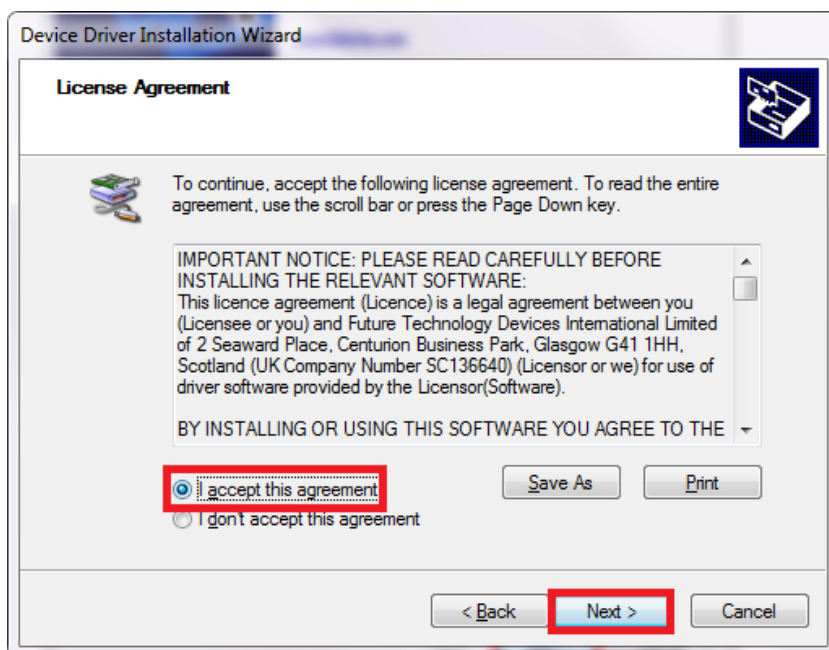 Device Driver Installation Wizard
License Agreement
To continue, accept the following license agreement. To read the entire
agreement, use the scroll bar or press the Page Down key.
IMPORTANT NOTICE: PLEASE READ CAREFULLY BEFORE
INSTALLING THE RELEVANT SOFTWARE:
This licence agreement (Licence) is a legal agreement between you
(Licensee or you) and Future Technology Devices International Limited
of 2 Seaward Place, Centurion Business Park, Glasgow G41 1HH,
Scotland (UK Company Number SC136640) (Licensor or we) for use of
driver software provided by the Licensor(Software).
BY INSTALLING OR USING THIS SOFTWARE YOU AGREE TO THE
I accept this agreement
Save As
Print
I don't accept this agreement
< Back
Next >
Cancel